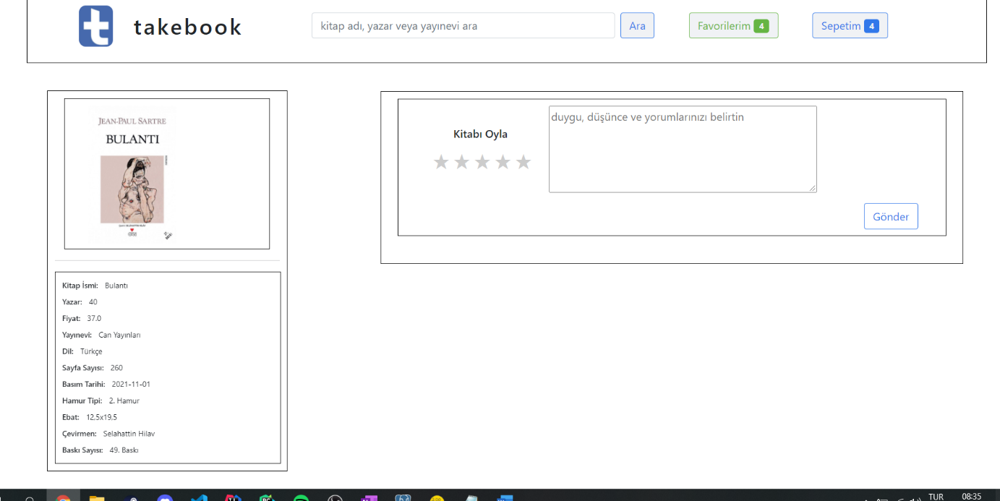 t takebook
kitap adı, yazar veya yayınevi ara
Ara
Favorilerim 4
Sepetim 4
JEAN-PAUL SARTRE
BULANTI
Kitap İsmi: Bulantı
Yazar: 40
Fiyat: 37.0
Yayınevi: Can Yayınları
Dil: Türkçe
Sayfa Sayısı: 260
Basım Tarihi: 2021-11-01
Hamur Tipi: 2. Hamur
Ebat: 12,5x19,5
Çevirmen: Selahattin Hilav
Baskı Sayısı: 49. Baskı
Kitabı Oyla
duygu, düşünce ve yorumlarınızı belirtin
Gönder
TUR
08:35